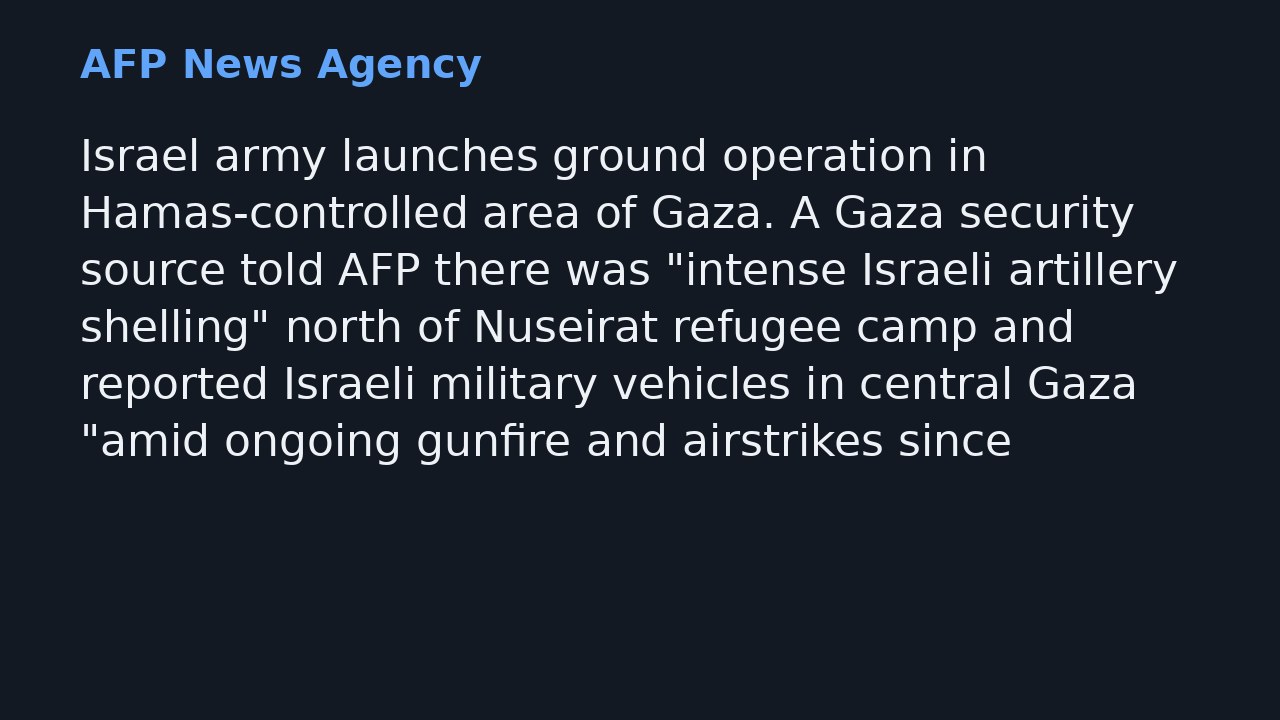 AFP News Agency
Israel army launches ground operation in
Hamas-controlled area of Gaza. A Gaza security
source told AFP there was "intense Israeli artillery
shelling" north of Nuseirat refugee camp and
reported Israeli military vehicles in central Gaza
"amid ongoing gunfire and airstrikes since